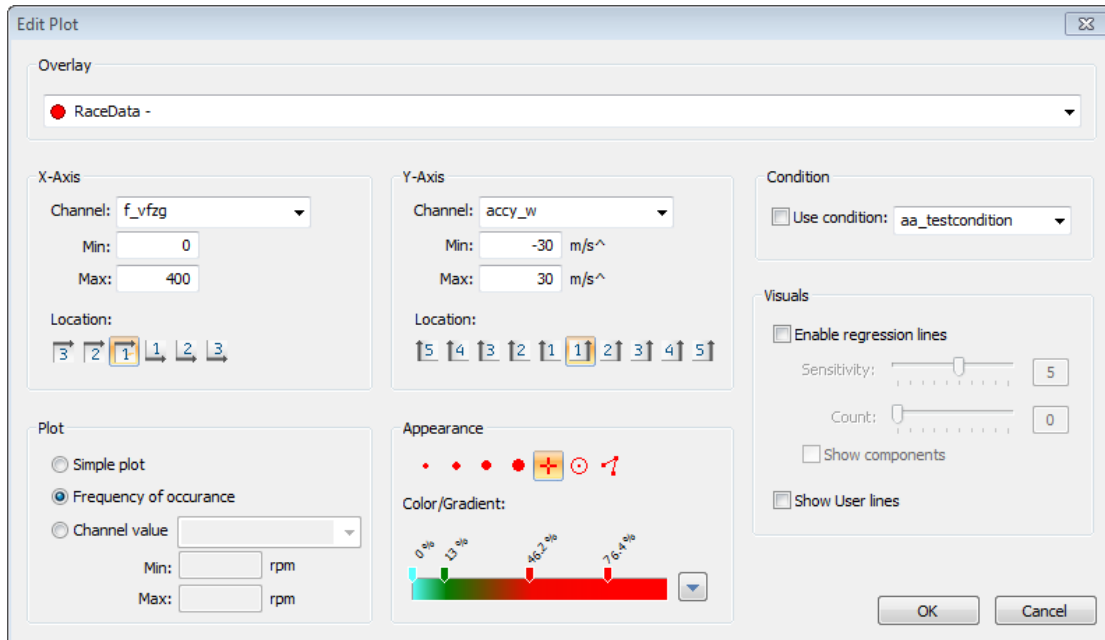 Edit Plot
Overlay
RaceData -
X-Axis
Channel: f_vfzg
Min: 0
Max: 400
Location:
3 2 1 1 2 3
Y-Axis
Channel: accy_w
Min: -30 m/s^
Max: 30 m/s^
Location:
5 4 3 2 1 1 2 3 4 5
Condition
Use condition: aa_testcondition
Visuals
Enable regression lines
Sensitivity: 5
Count: 0
Show components
Show User lines
Plot
Simple plot
Frequency of occurance
Channel value
Min: rpm
Max: rpm
Appearance
Color/Gradient:
0% 13% 46.2% 76.4%
OK Cancel